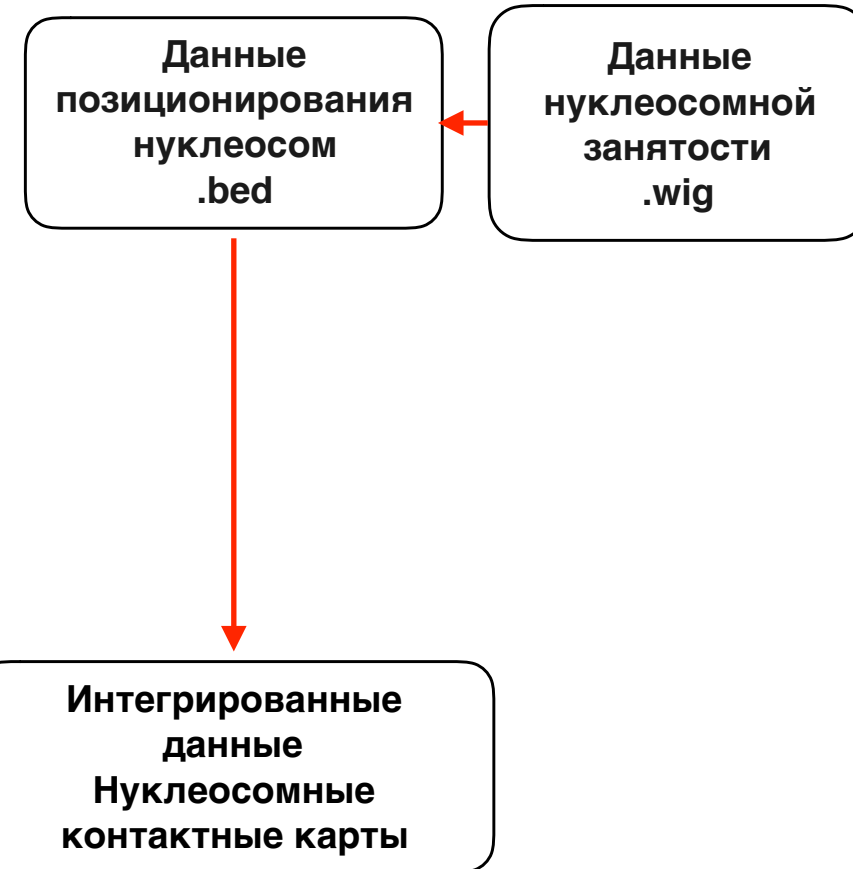 Данные
позиционирования
нуклеосом
.bed
Данные
нуклеосомной
занятости
.wig
Интегрированные
данные
Нуклеосомные
контактные карты